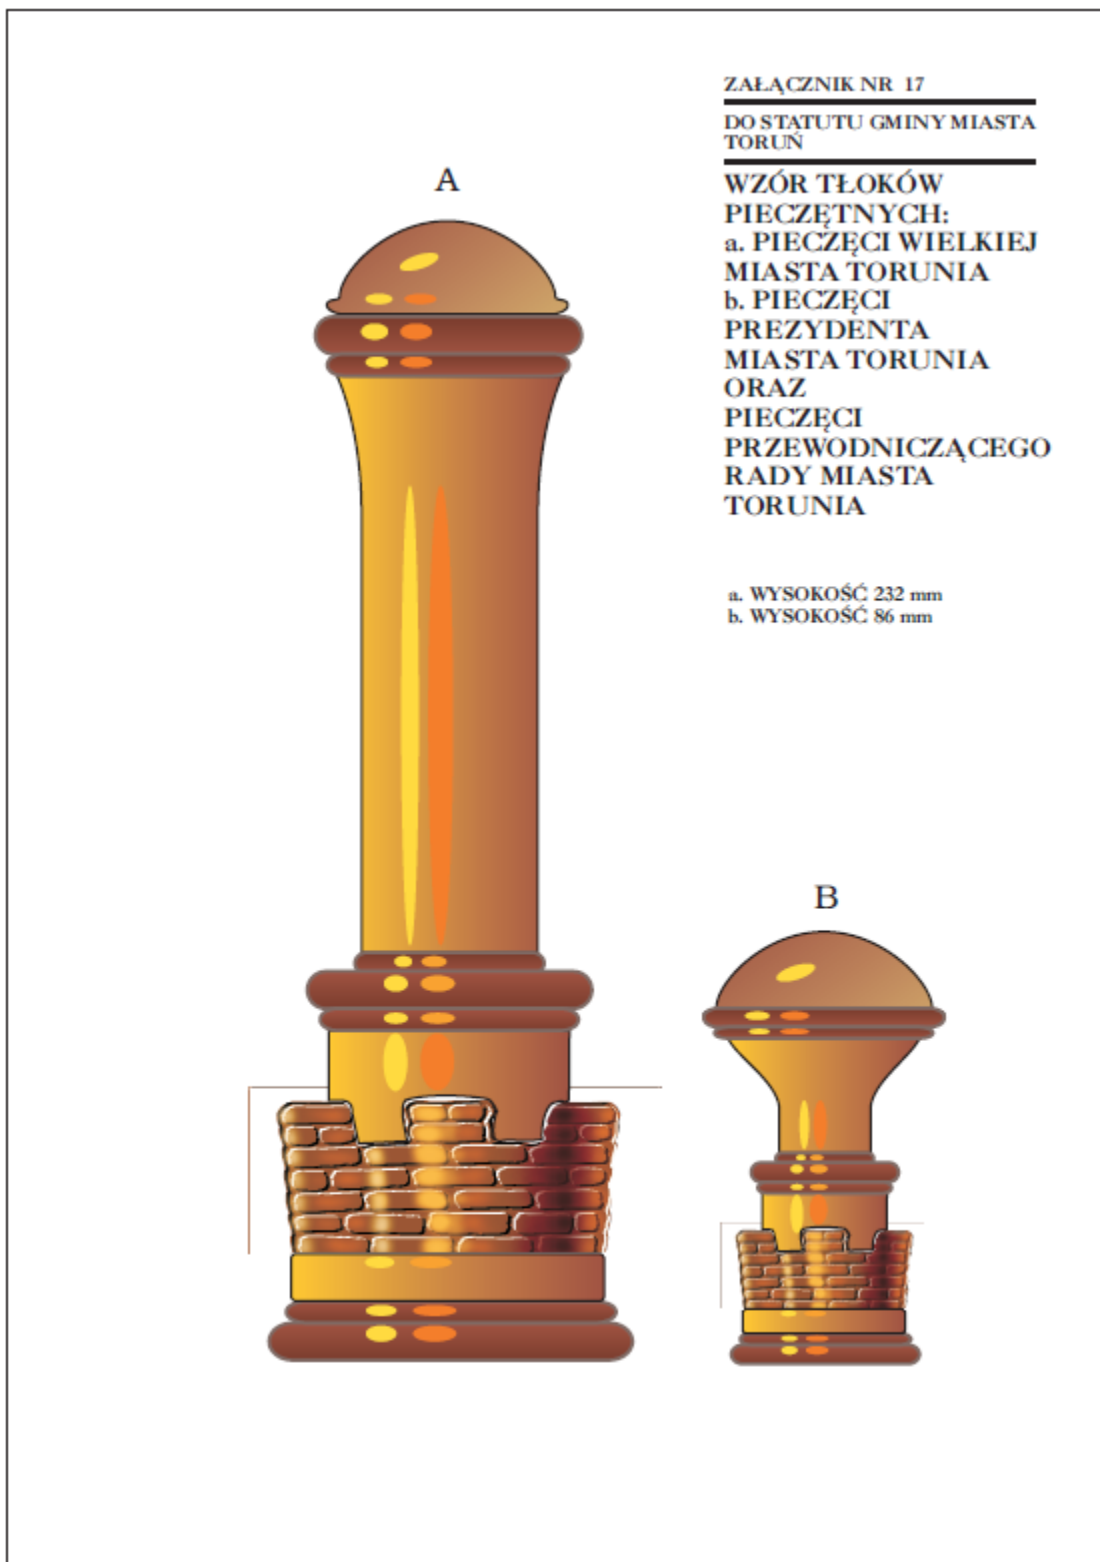 ZAŁĄCZNIK NR 17
DO STATUTU GMINY MIASTA
TORUŃ
WZÓR TŁOKÓW
PIECZĘTNYCH:
a. PIECZĘCI WIELKIEJ
MIASTA TORUNIA
b. PIECZĘCI
PREZYDENTA
MIASTA TORUNIA
ORAZ
PIECZĘCI
PRZEWODNICZĄCEGO
RADY MIASTA
TORUNIA
a. WYSOKOŚĆ 232 mm
b. WYSOKOŚĆ 86 mm
A
B